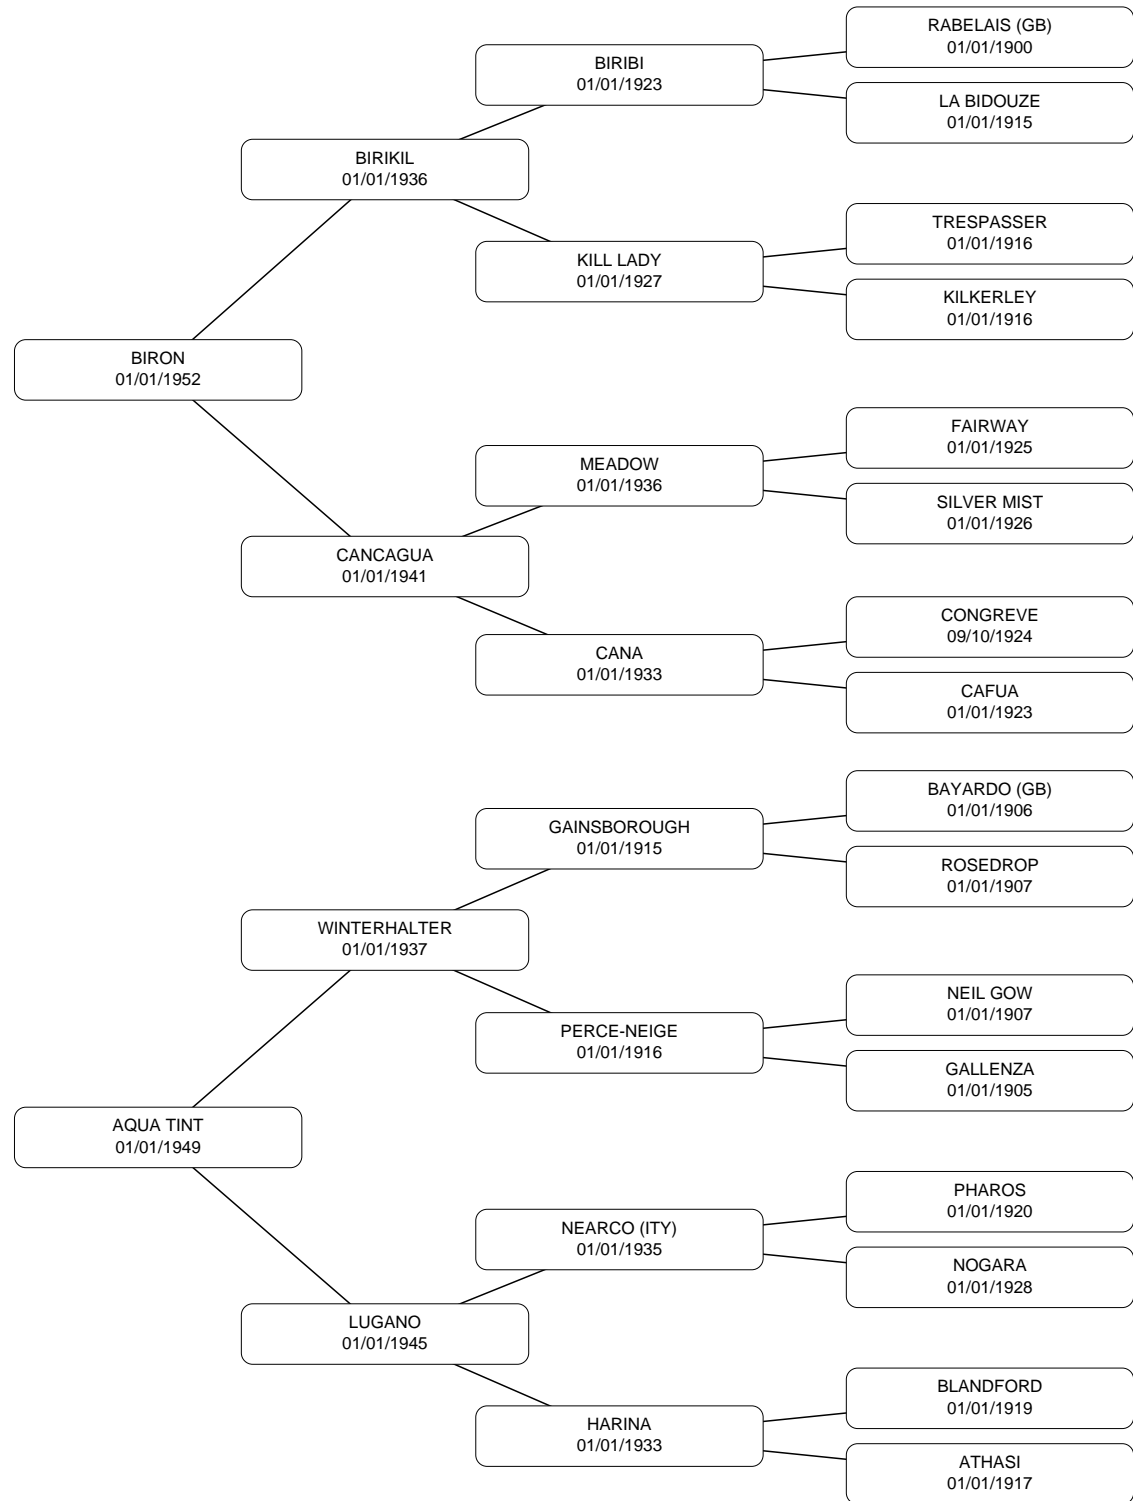 RABELAIS (GB)
01/01/1900
BIRIBI
01/01/1923
LA BIDOUZE
01/01/1915
BIRIKIL
01/01/1936
TRESPASSER
01/01/1916
KILL LADY
01/01/1927
KILKERLEY
01/01/1916
BIRON
01/01/1952
FAIRWAY
01/01/1925
MEADOW
01/01/1936
SILVER MIST
01/01/1926
CANCAGUA
01/01/1941
CONGREVE
09/10/1924
CANA
01/01/1933
CAFUA
01/01/1923
BAYARDO (GB)
01/01/1906
GAINSBOROUGH
01/01/1915
ROSEDROP
01/01/1907
WINTERHALTER
01/01/1937
NEIL GOW
01/01/1907
PERCE-NEIGE
01/01/1916
GALLENZA
01/01/1905
AQUA TINT
01/01/1949
PHAROS
01/01/1920
NEARCO (ITY)
01/01/1935
NOGARA
01/01/1928
LUGANO
01/01/1945
BLANDFORD
01/01/1919
HARINA
01/01/1933
ATHASI
01/01/1917